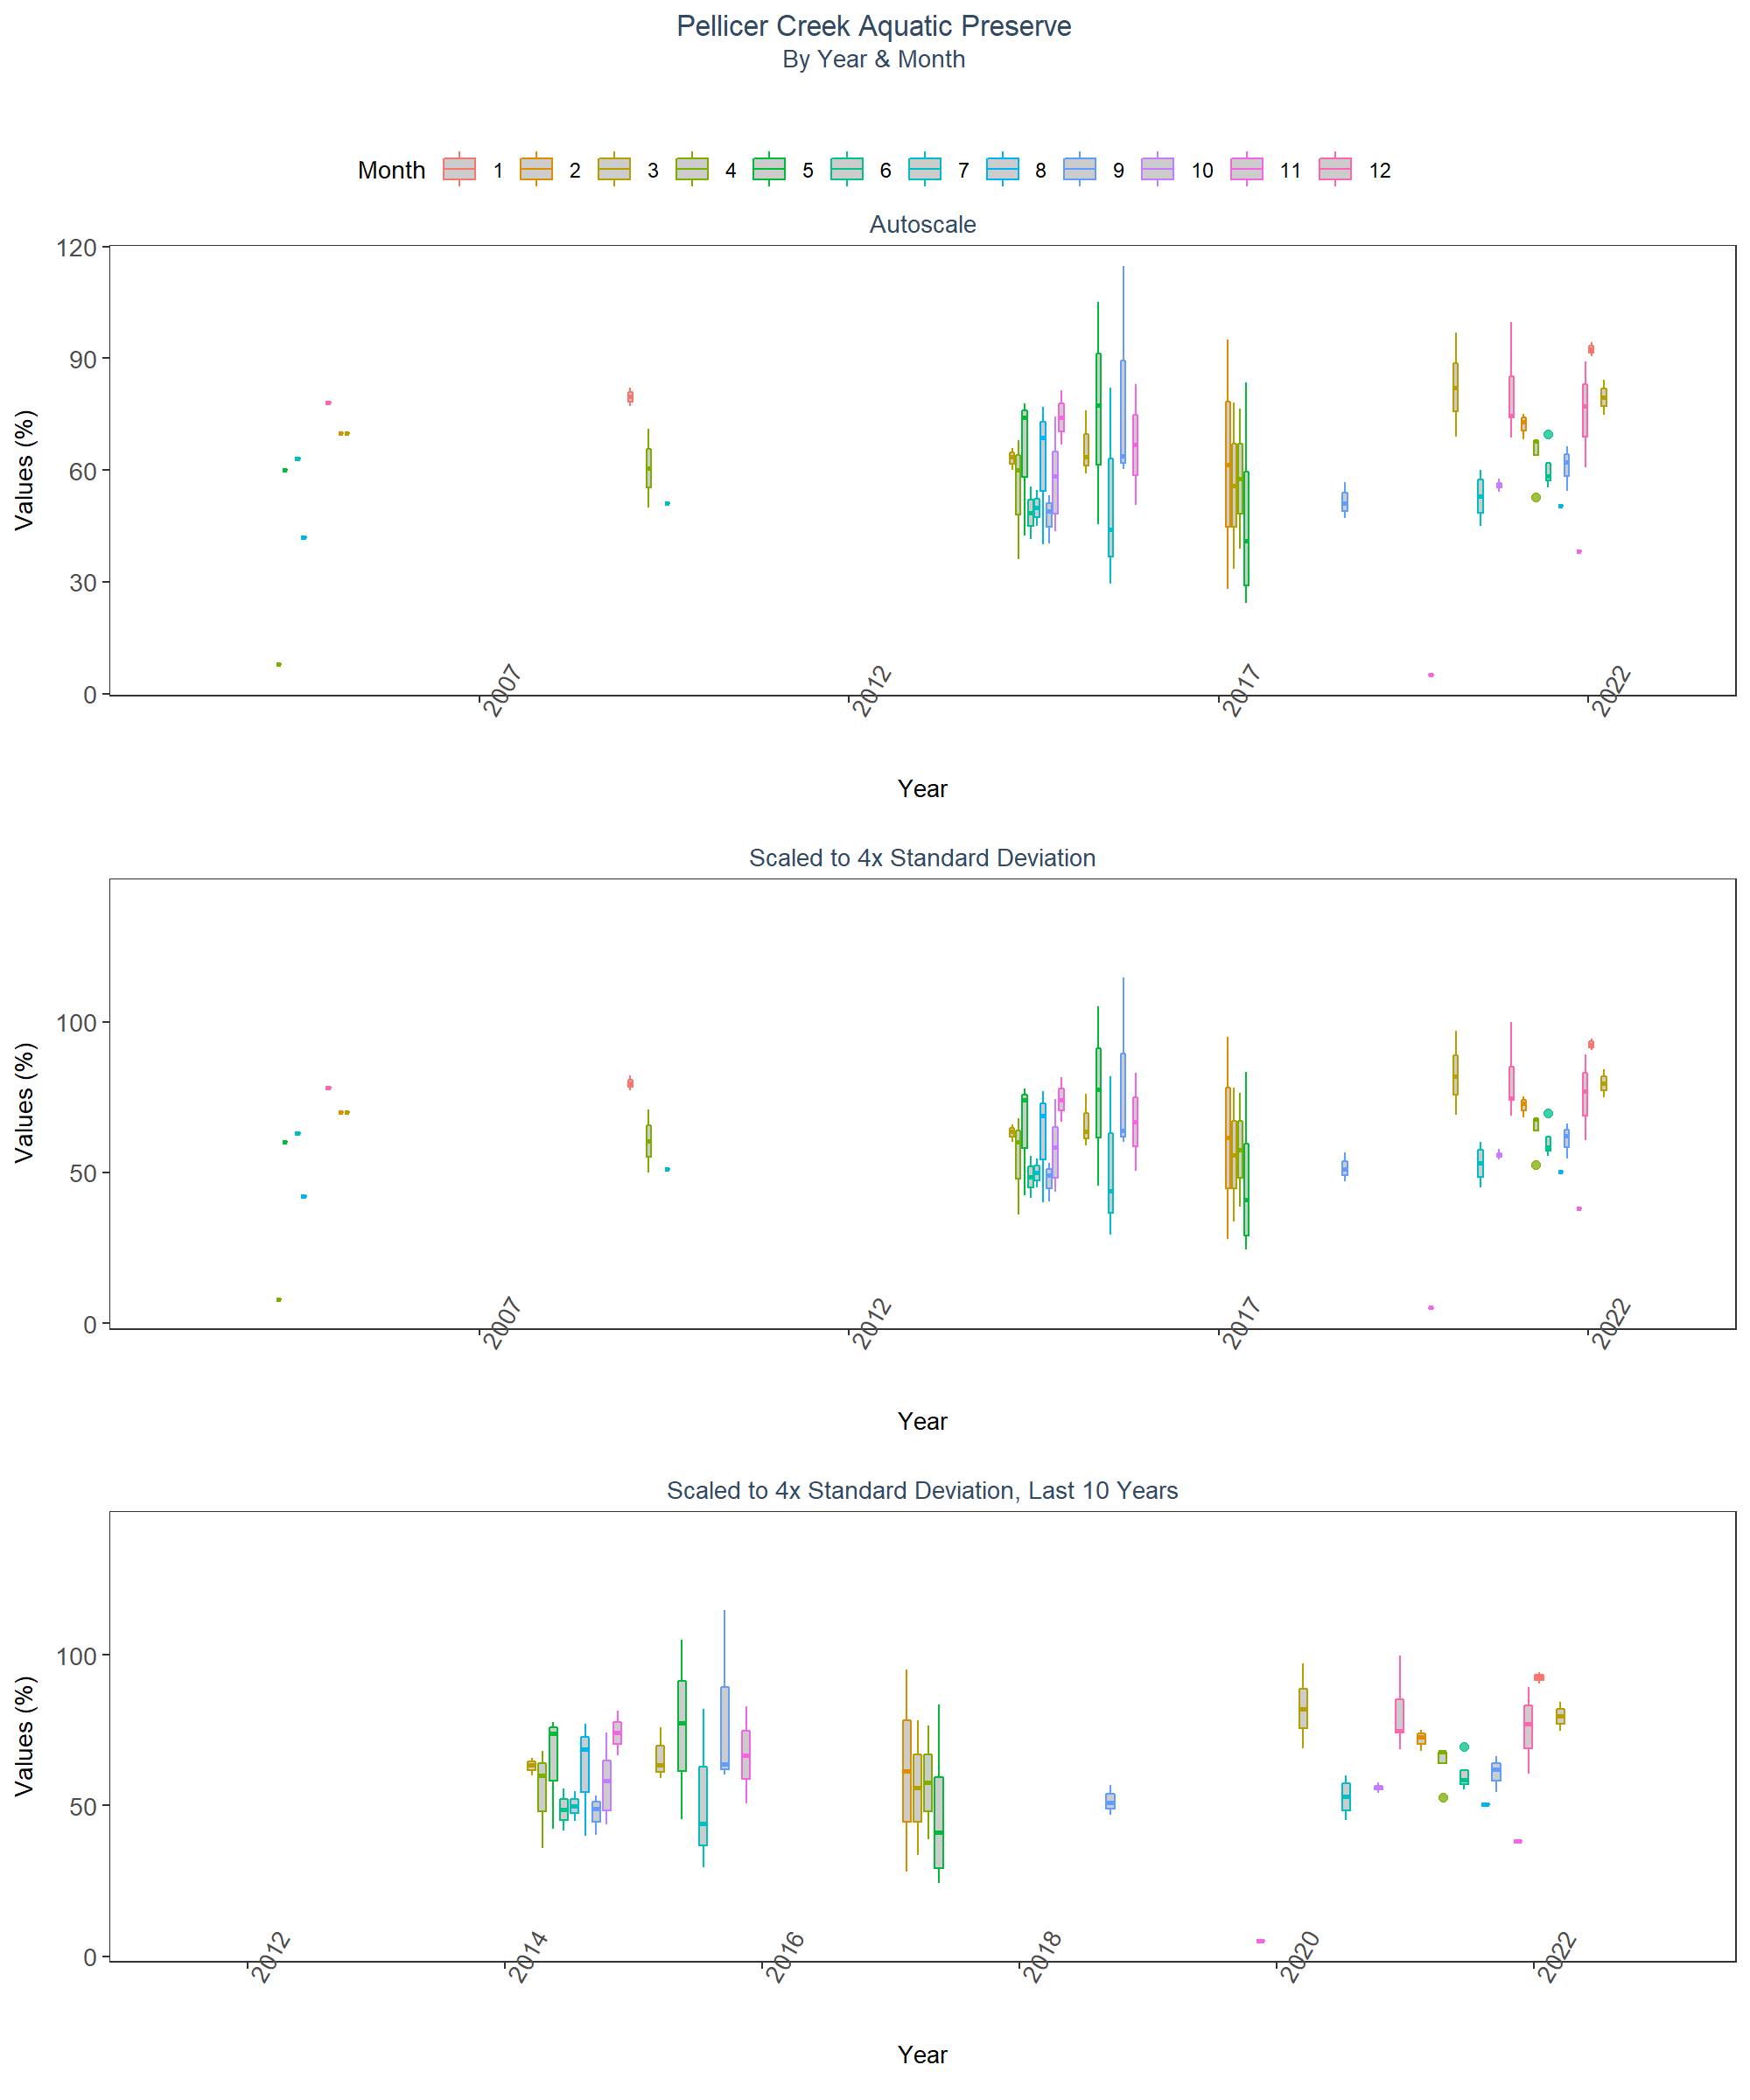 Pellicer Creek Aquatic Preserve
By Year & Month
Month 1 2 3 4 5 6 7 8 9 10 11 12
Autoscale
120
90
60
30
0
Values (%)
2007 2012 2017 2022
Year
Scaled to 4x Standard Deviation
100
50
0
Values (%)
2007 2012 2017 2022
Year
Scaled to 4x Standard Deviation, Last 10 Years
100
50
0
Values (%)
2012 2014 2016 2018 2020 2022
Year